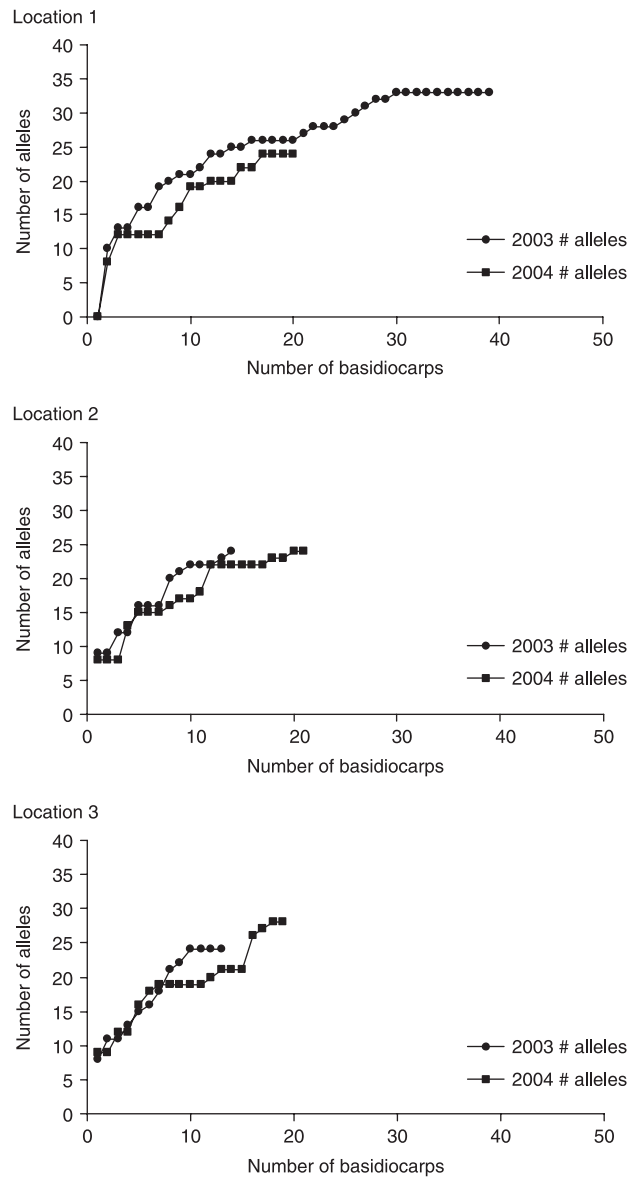 Location 1
40
35
30
25
20
15
10
5
0
Number of alleles
2003 # alleles
2004 # alleles
0 10 20 30 40 50
Number of basidiocarps
Location 2
40
35
30
25
20
15
10
5
0
Number of alleles
2003 # alleles
2004 # alleles
0 10 20 30 40 50
Number of basidiocarps
Location 3
40
35
30
25
20
15
10
5
0
Number of alleles
2003 # alleles
2004 # alleles
0 10 20 30 40 50
Number of basidiocarps